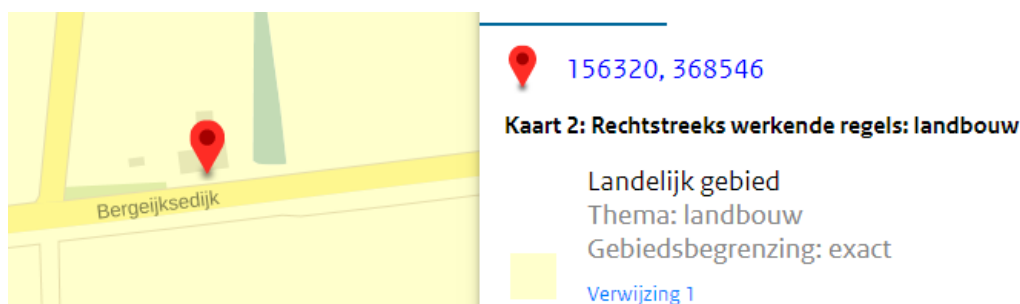 Bergeijksedijk
156320, 368546
Kaart 2: Rechtstreeks werkende regels: landbouw
Landelijk gebied
Thema: landbouw
Gebiedsbegrenzing: exact
Verwijzing 1